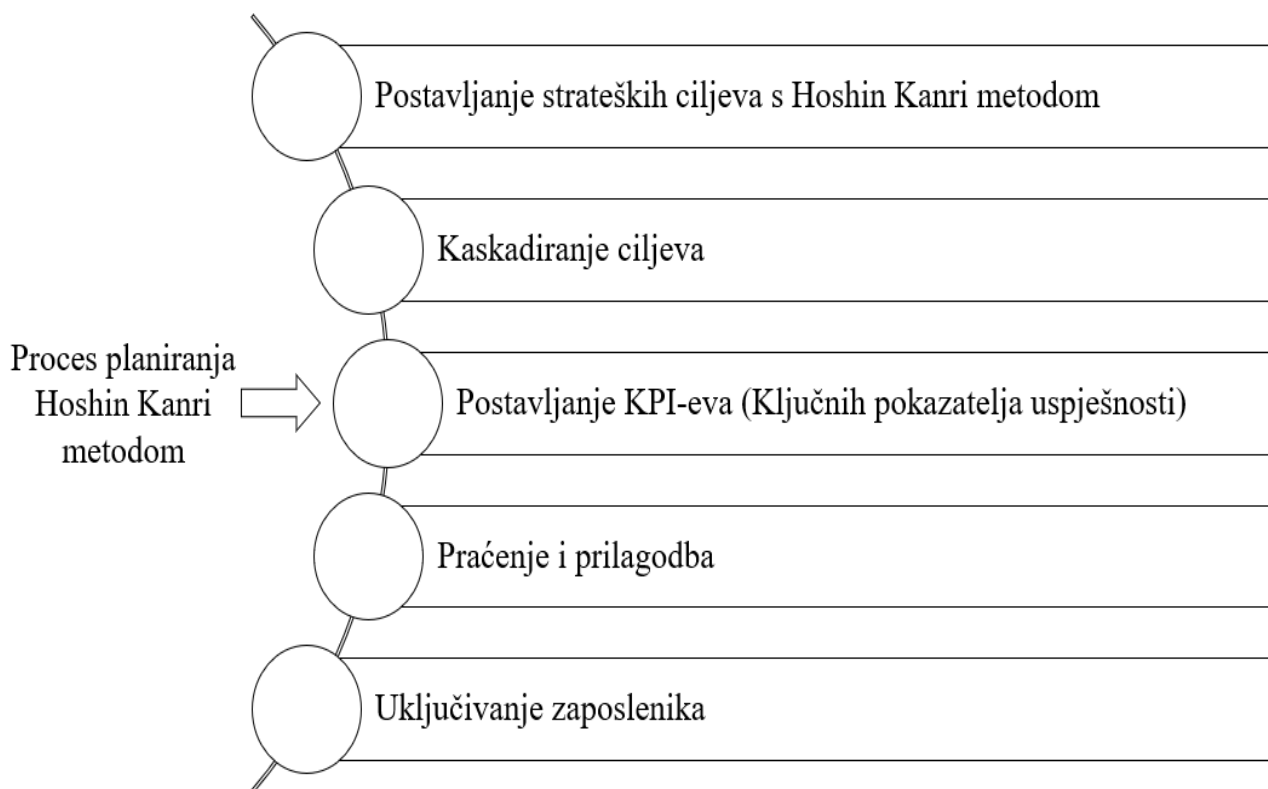 Postavljanje strateških ciljeva s Hoshin Kanri metodom
Kaskadiranje ciljeva
Proces planiranja
Hoshin Kanri
metodom
Postavljanje KPI-eva (Ključnih pokazatelja uspješnosti)
Praćenje i prilagodba
Uključivanje zaposlenika